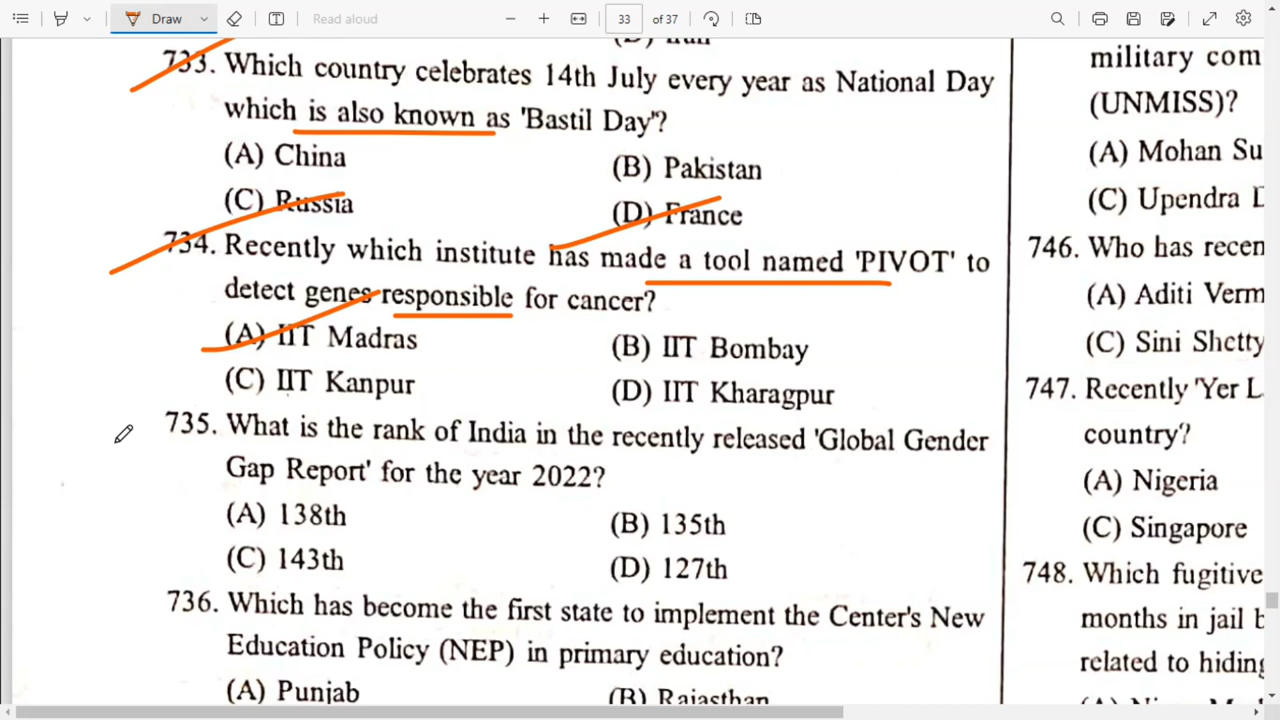 Draw
Read aloud
33 of 37
733. Which country celebrates 14th July every year as National Day
which is also known as 'Bastil Day'?
(A) China (B) Pakistan
(C) Russia (D) France
734. Recently which institute has made a tool named 'PIVOT' to
detect genes responsible for cancer?
(A) IIT Madras (B) IIT Bombay
(C) IIT Kanpur (D) IIT Kharagpur
735. What is the rank of India in the recently released 'Global Gender
Gap Report' for the year 2022?
(A) 138th (B) 135th
(C) 143th (D) 127th
736. Which has become the first state to implement the Center's New
Education Policy (NEP) in primary education?
(A) Punjab (B) Rajasthan
military com
(UNMISS)?
(A) Mohan Su
(C) Upendra
746. Who has recen
(A) Aditi Verm
(C) Sini Shetty
747. Recently 'Yer L
country?
(A) Nigeria
(C) Singapore
748. Which fugitive
months in jail b
related to hiding